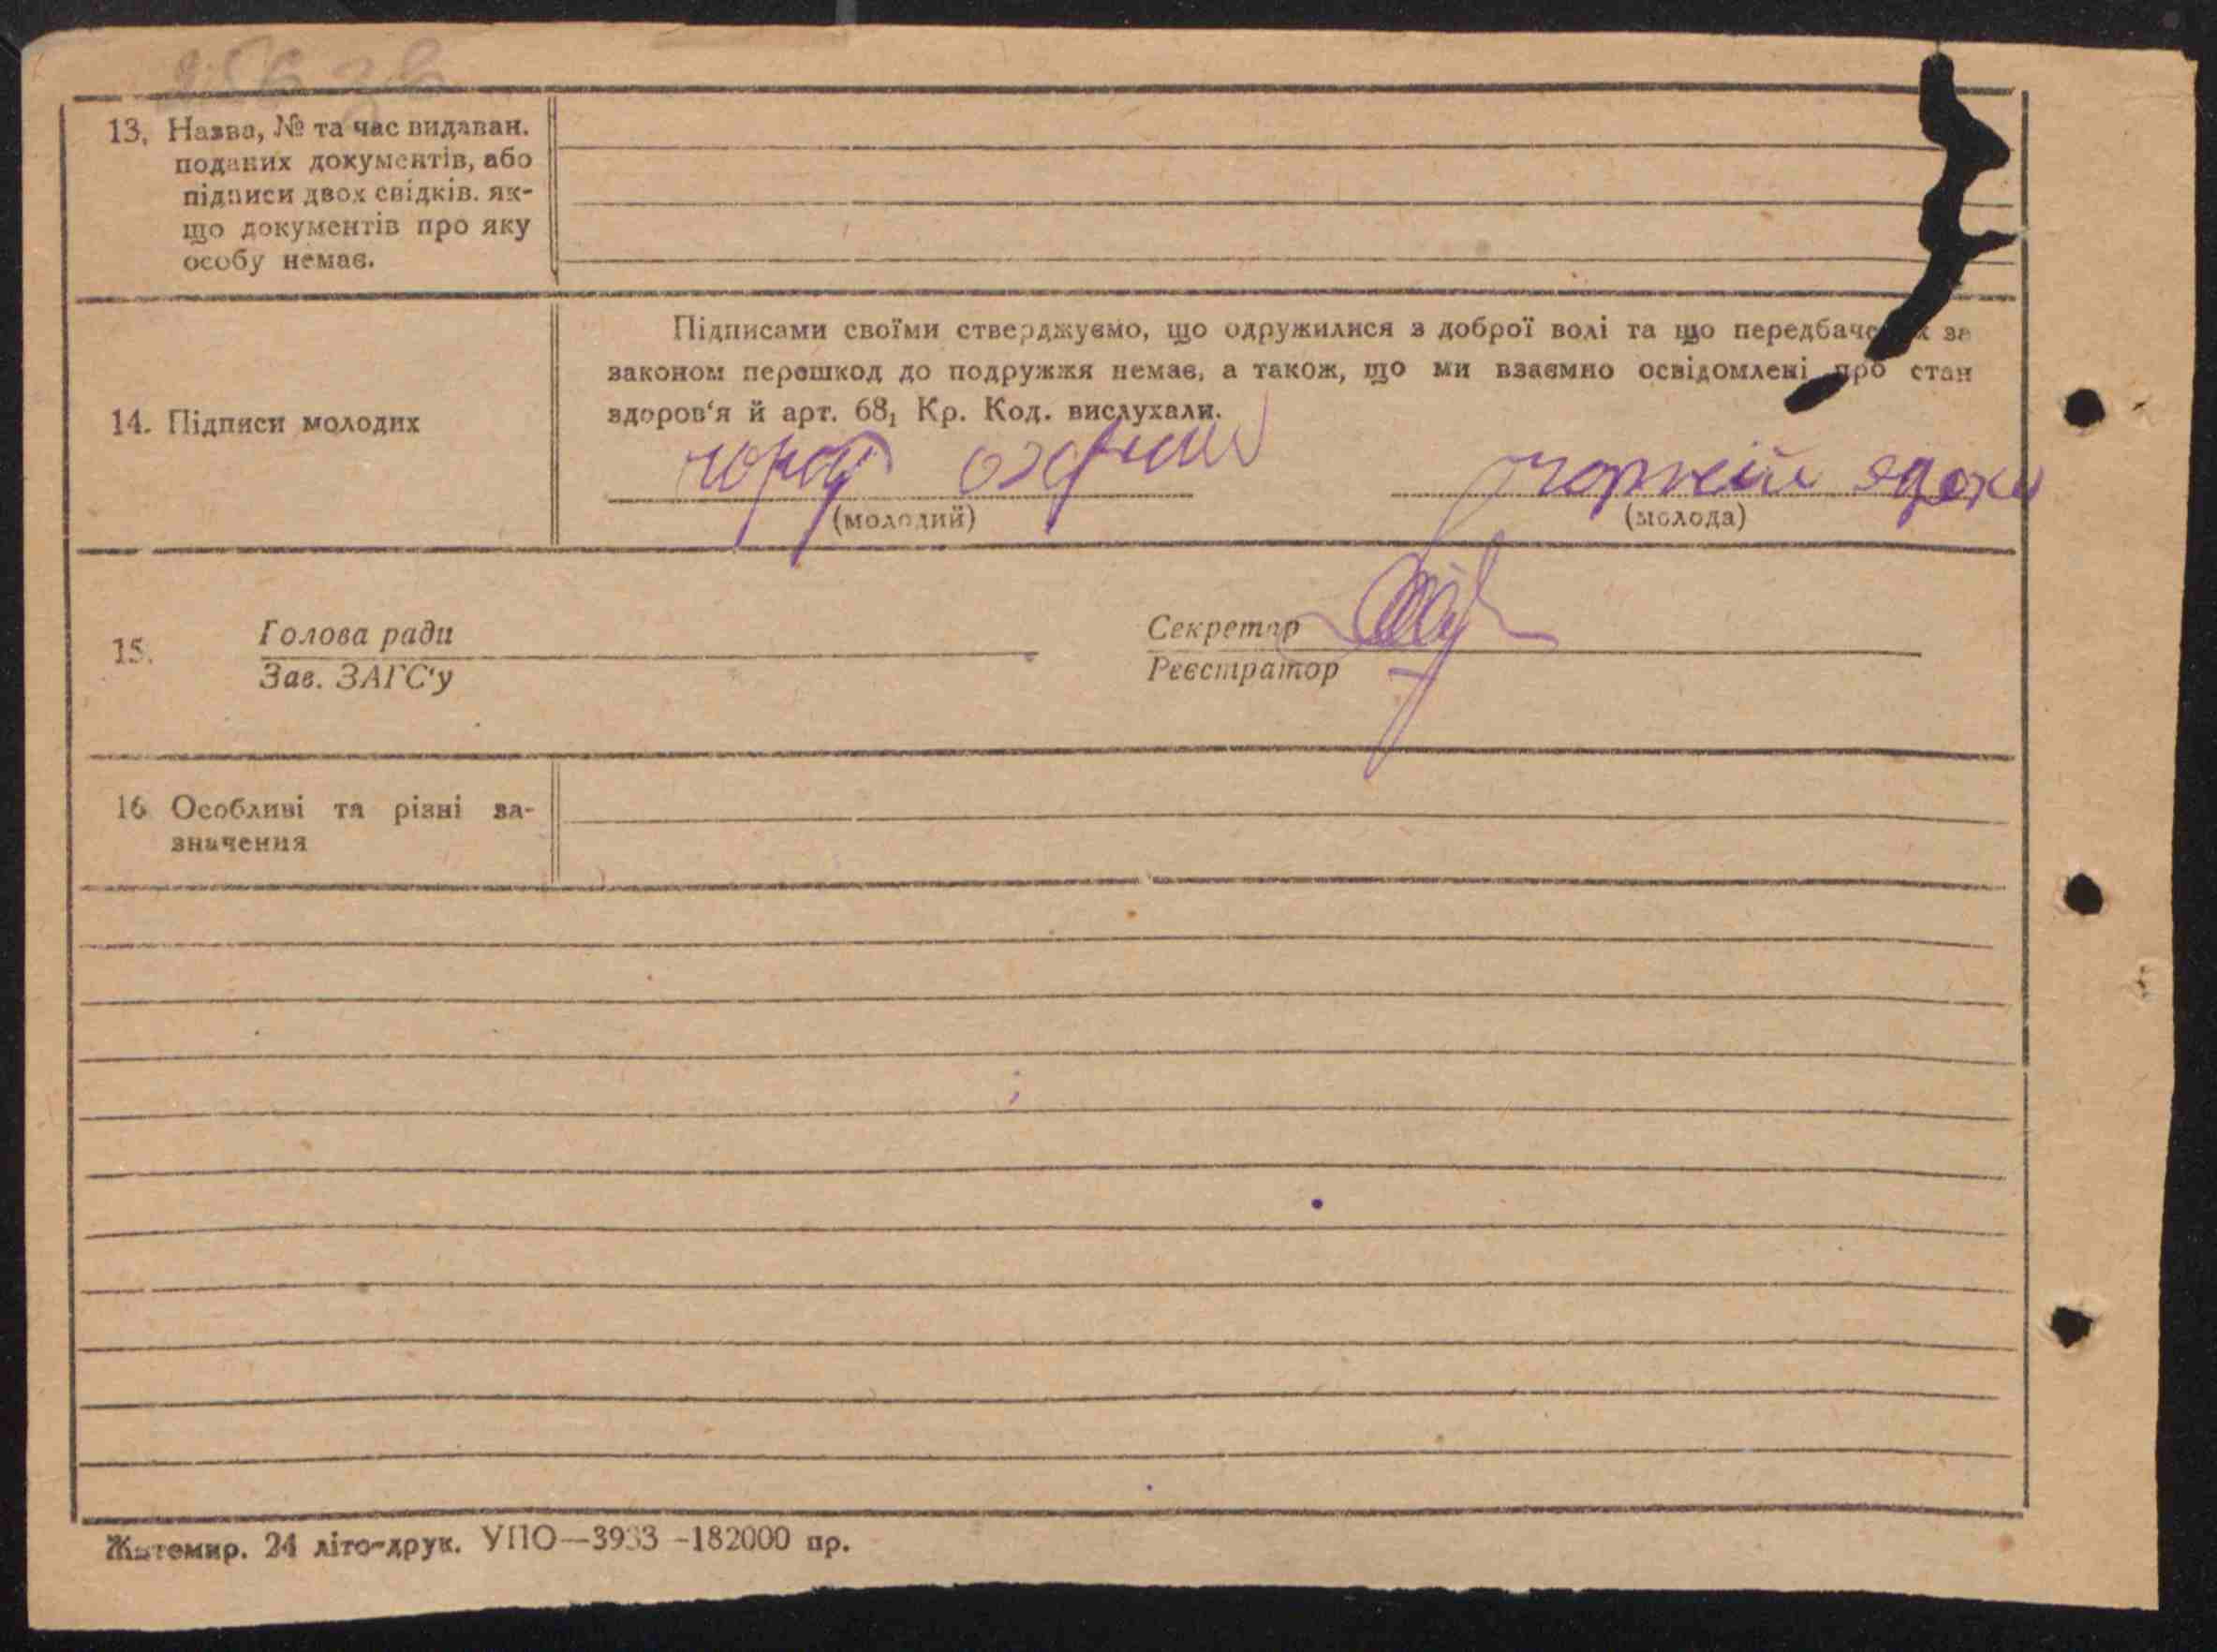 13. Назва, № та час видаван.
поданих документів, або
підписи двох свідків. як-
що документів про яку
особу немає.
Підписами своїми стверджуємо, що одружилися з доброї волі та що передбаче х за
законом перешкод до подружжя немає, а також, що ми взаємно освідомлені про стан
здоров‘я й арт. 68₁ Кр. Код. вислухали.
14. Підписи молодих
(молодий) (молода)
15. Голова ради Секретар
Зав. ЗАГС‘у Реєстратор
16 Особливі та різні за-
значення
Житомир. 24 літо-друк. УПО—3933 -182000 пр.